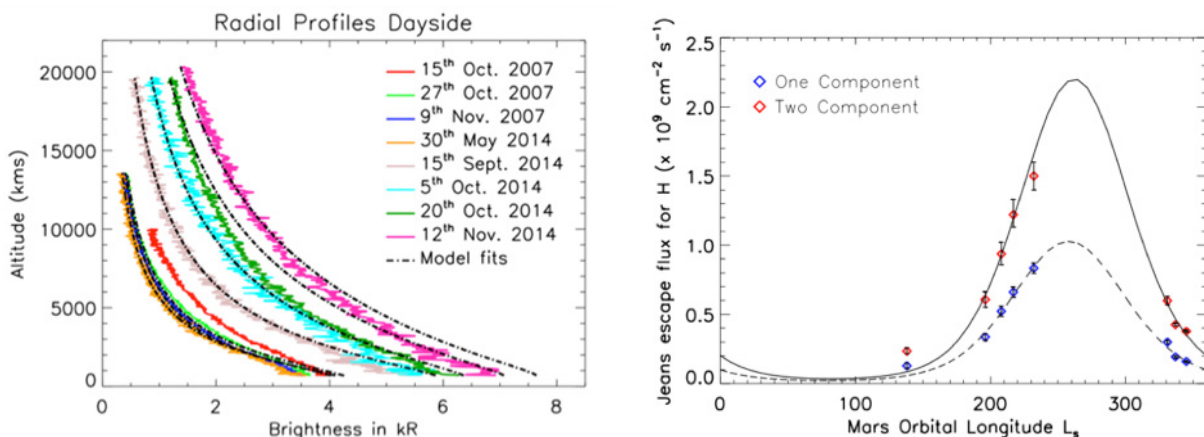 Radial Profiles Dayside
Altitude (kms)
20000
15000
10000
5000
0
15th Oct. 2007
27th Oct. 2007
9th Nov. 2007
30th May 2014
15th Sept. 2014
5th Oct. 2014
20th Oct. 2014
12th Nov. 2014
Model fits
0 2 4 6 8
Brightness in kR
Jeans escape flux for H (x 10⁹ cm⁻² s⁻¹)
2.5
2.0
1.5
1.0
0.5
0.0
One Component
Two Component
0 100 200 300
Mars Orbital Longitude Lₛ